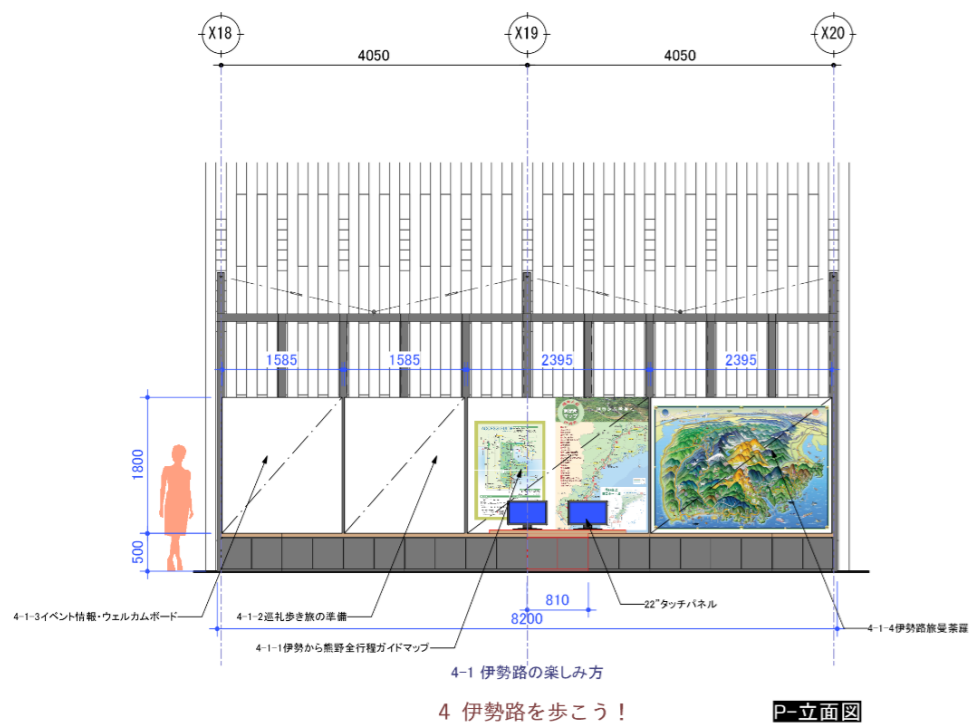 X18
X19
X20
4050
4050
1585
1585
2395
2395
1800
500
810
22"タッチパネル
4-1-3イベント情報・ウェルカムボード
4-1-2巡礼歩き旅の準備
8200
4-1-4伊勢路旅曼荼羅
4-1-1伊勢から熊野全行程ガイドマップ
4-1 伊勢路の楽しみ方
4 伊勢路を歩こう！
P-立面図